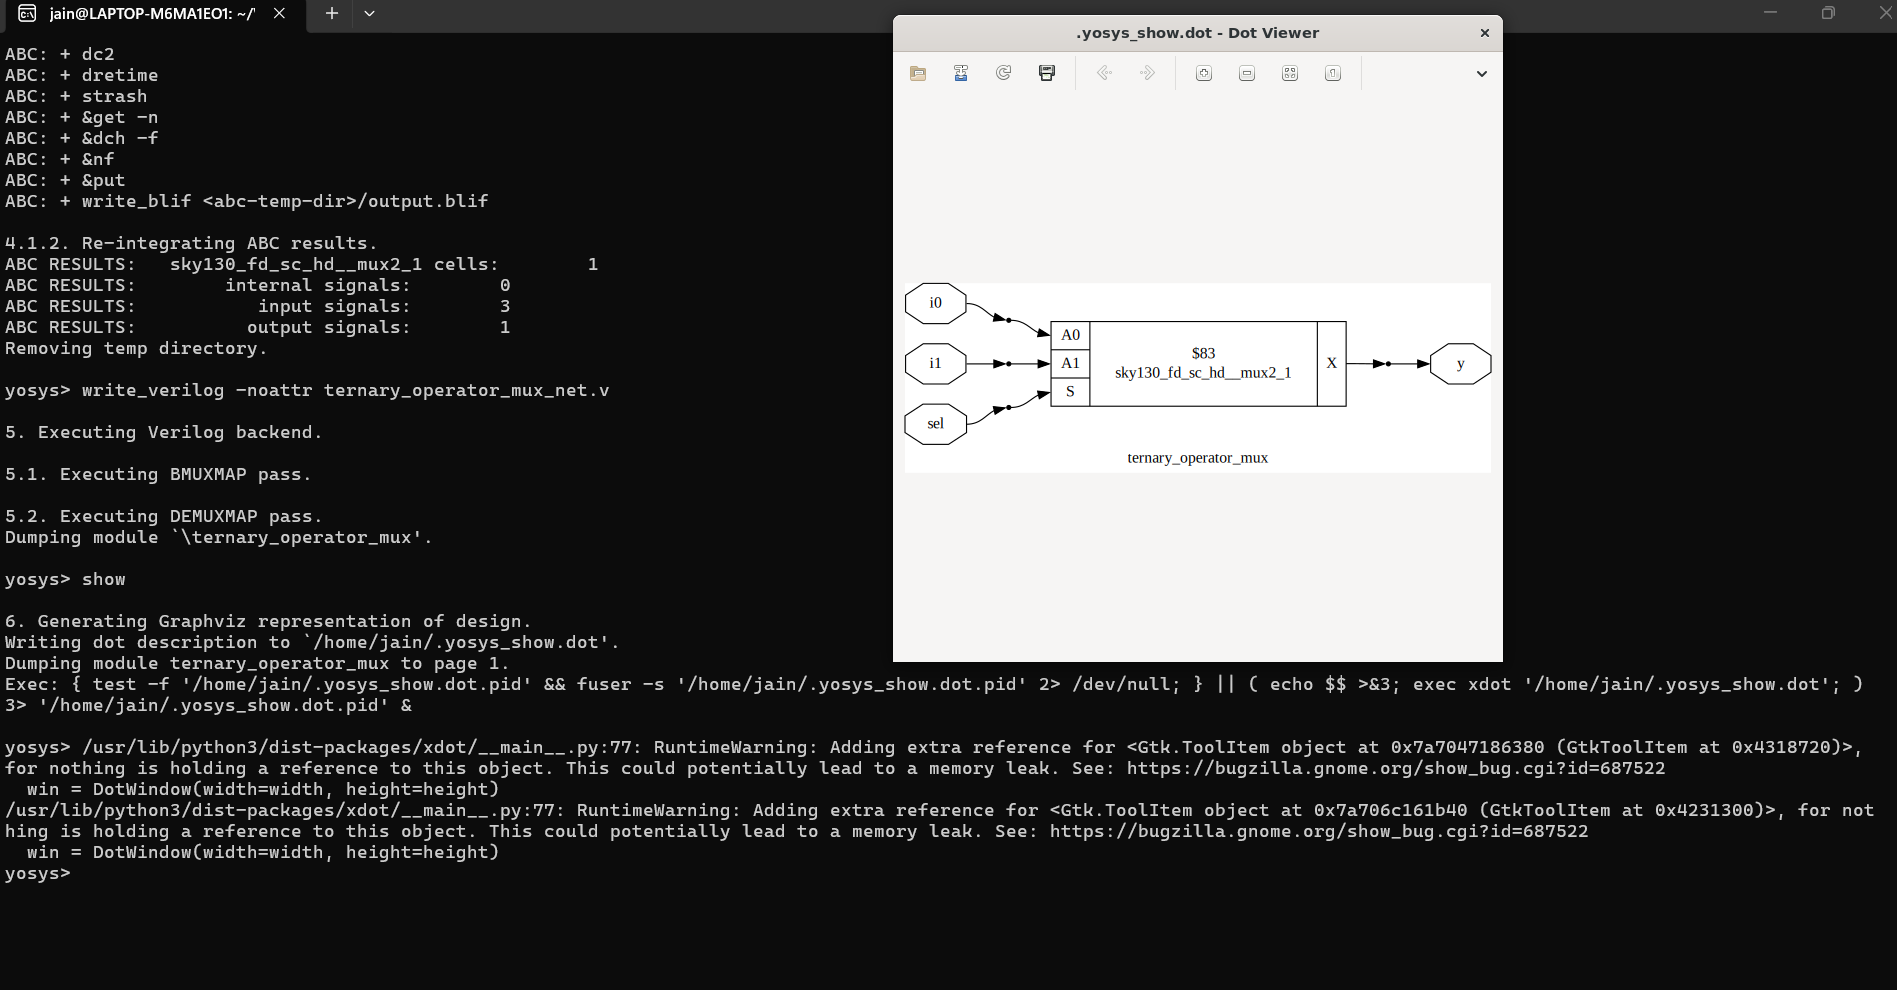 jain@LAPTOP-M6MA1EO1: ~/'
ABC: + dc2
ABC: + dretime
ABC: + strash
ABC: + &get -n
ABC: + &dch -f
ABC: + &nf
ABC: + &put
ABC: + write_blif <abc-temp-dir>/output.blif
4.1.2. Re-integrating ABC results.
ABC RESULTS:   sky130_fd_sc_hd__mux2_1 cells:        1
ABC RESULTS:        internal signals:        0
ABC RESULTS:           input signals:        3
ABC RESULTS:          output signals:        1
Removing temp directory.
yosys> write_verilog -noattr ternary_operator_mux_net.v
5. Executing Verilog backend.
5.1. Executing BMUXMAP pass.
5.2. Executing DEMUXMAP pass.
Dumping module `\ternary_operator_mux'.
yosys> show
6. Generating Graphviz representation of design.
Writing dot description to `/home/jain/.yosys_show.dot'.
Dumping module ternary_operator_mux to page 1.
Exec: { test -f '/home/jain/.yosys_show.dot.pid' && fuser -s '/home/jain/.yosys_show.dot.pid' 2> /dev/null; } || ( echo $$ >&3; exec xdot '/home/jain/.yosys_show.dot'; )
3> '/home/jain/.yosys_show.dot.pid' &
yosys> /usr/lib/python3/dist-packages/xdot/__main__.py:77: RuntimeWarning: Adding extra reference for <Gtk.ToolItem object at 0x7a7047186380 (GtkToolItem at 0x4318720)>,
for nothing is holding a reference to this object. This could potentially lead to a memory leak. See: https://bugzilla.gnome.org/show_bug.cgi?id=687522
  win = DotWindow(width=width, height=height)
/usr/lib/python3/dist-packages/xdot/__main__.py:77: RuntimeWarning: Adding extra reference for <Gtk.ToolItem object at 0x7a706c161b40 (GtkToolItem at 0x4231300)>, for not
hing is holding a reference to this object. This could potentially lead to a memory leak. See: https://bugzilla.gnome.org/show_bug.cgi?id=687522
  win = DotWindow(width=width, height=height)
yosys>
.yosys_show.dot - Dot Viewer
i0
i1
sel
A0
A1
S
$83
sky130_fd_sc_hd__mux2_1
X
y
ternary_operator_mux